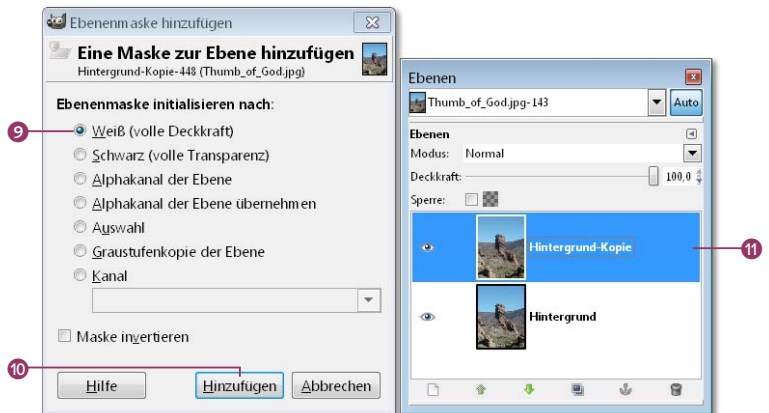 Ebenenmaske hinzufügen
Eine Maske zur Ebene hinzufügen
Hintergrund-Kopie-448 (Thumb_of_God.jpg)
Ebenenmaske initialisieren nach:
9
Weiß (volle Deckkraft)
Schwarz (volle Transparenz)
Alphakanal der Ebene
Alphakanal der Ebene übernehmen
Auswahl
Graustufenkopie der Ebene
Kanal
Maske invertieren
10
Hilfe
Hinzufügen
Abbrechen
Ebenen
Thumb_of_God.jpg-143
Auto
Ebenen
Modus: Normal
Deckkraft: 100,0
Sperre:
Hintergrund-Kopie
11
Hintergrund